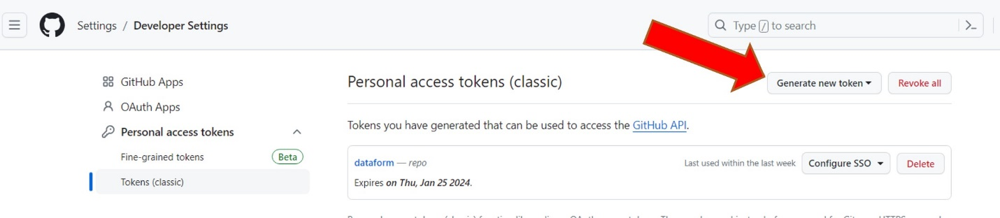 Settings / Developer Settings
Type / to search
GitHub Apps
OAuth Apps
Personal access tokens
Fine-grained tokens Beta
Tokens (classic)
Personal access tokens (classic)
Generate new token
Revoke all
Tokens you have generated that can be used to access the GitHub API.
dataform — repo
Last used within the last week
Configure SSO
Delete
Expires on Thu, Jan 25 2024.